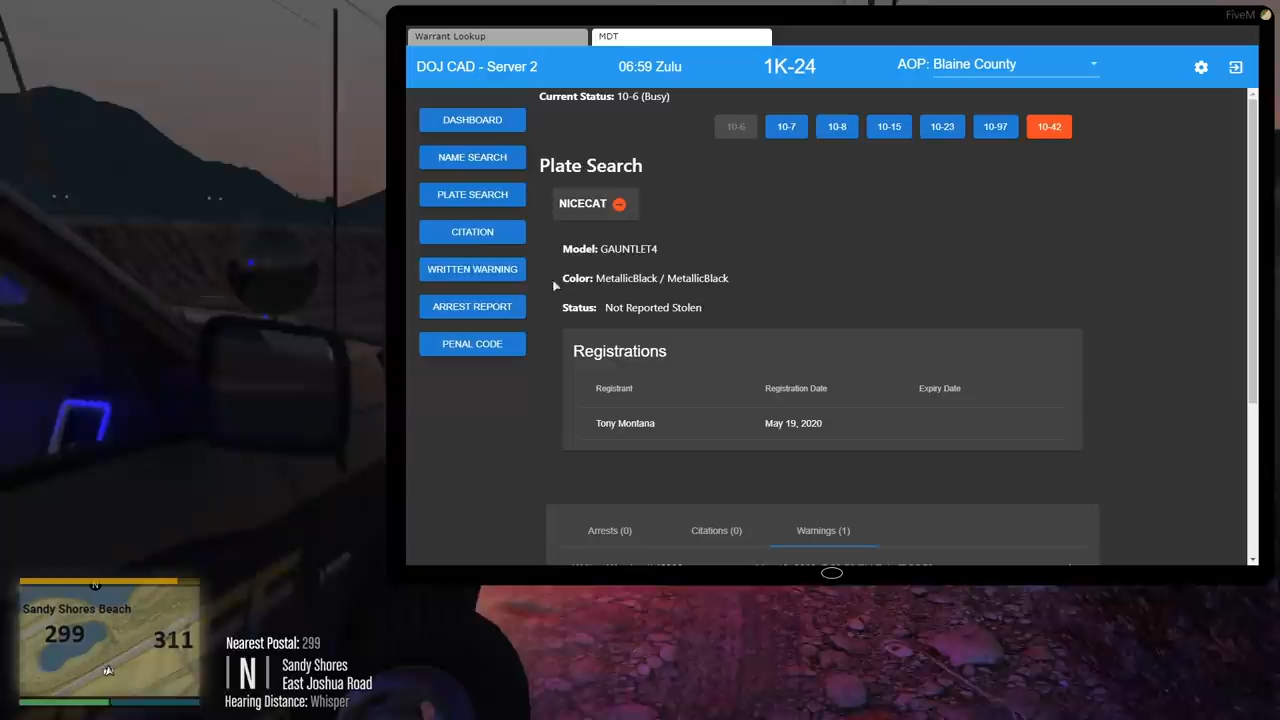 FiveM
Warrant Lookup
MDT
DOJ CAD - Server 2
06:59 Zulu
1K-24
AOP: Blaine County
Current Status: 10-6 (Busy)
DASHBOARD
10-6
10-7
10-8
10-15
10-23
10-97
10-42
NAME SEARCH
Plate Search
PLATE SEARCH
NICECAT
CITATION
Model: GAUNTLET4
WRITTEN WARNING
Color: MetallicBlack / MetallicBlack
ARREST REPORT
Status: Not Reported Stolen
PENAL CODE
Registrations
Registrant
Registration Date
Expiry Date
Tony Montana
May 19, 2020
Arrests (0)
Citations (0)
Warnings (1)
N
Sandy Shores Beach
299
311
Nearest Postal: 299
| N |
Sandy Shores
East Joshua Road
Hearing Distance: Whisper